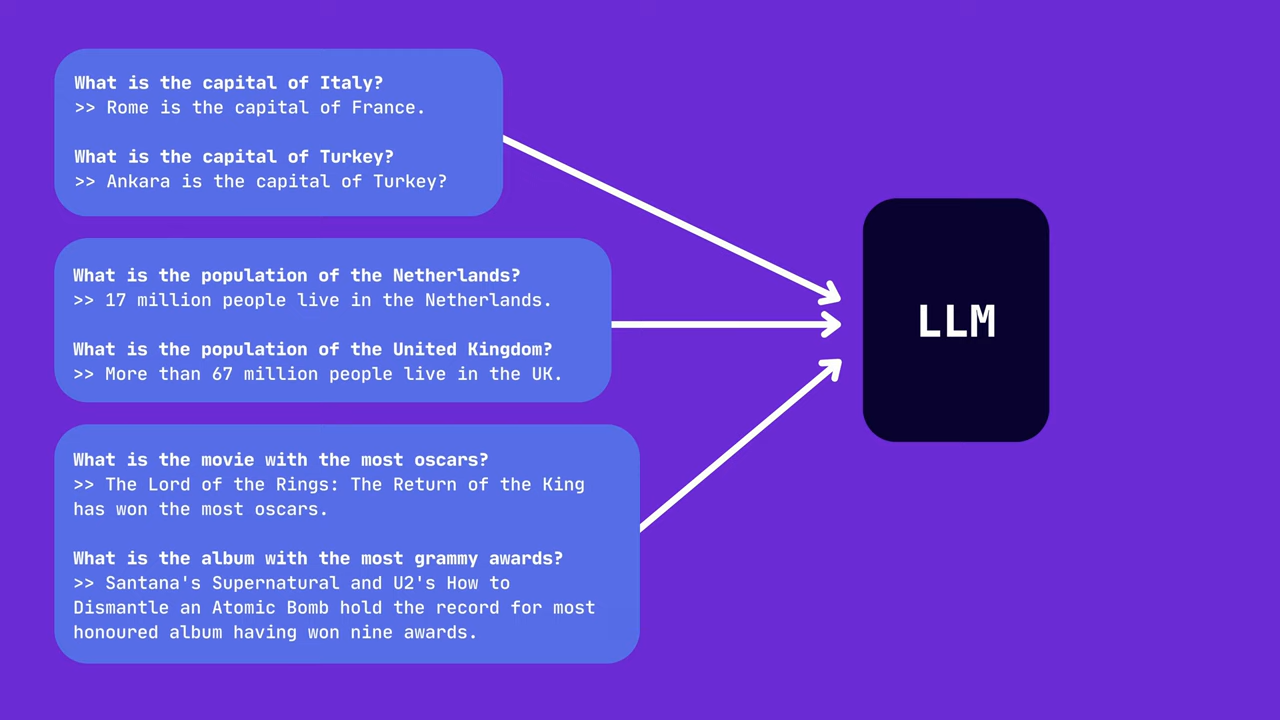 What is the capital of Italy?
>> Rome is the capital of France.
What is the capital of Turkey?
>> Ankara is the capital of Turkey?
What is the population of the Netherlands?
>> 17 million people live in the Netherlands.
What is the population of the United Kingdom?
>> More than 67 million people live in the UK.
What is the movie with the most oscars?
>> The Lord of the Rings: The Return of the King
has won the most oscars.
What is the album with the most grammy awards?
>> Santana's Supernatural and U2's How to
Dismantle an Atomic Bomb hold the record for most
honoured album having won nine awards.
LLM